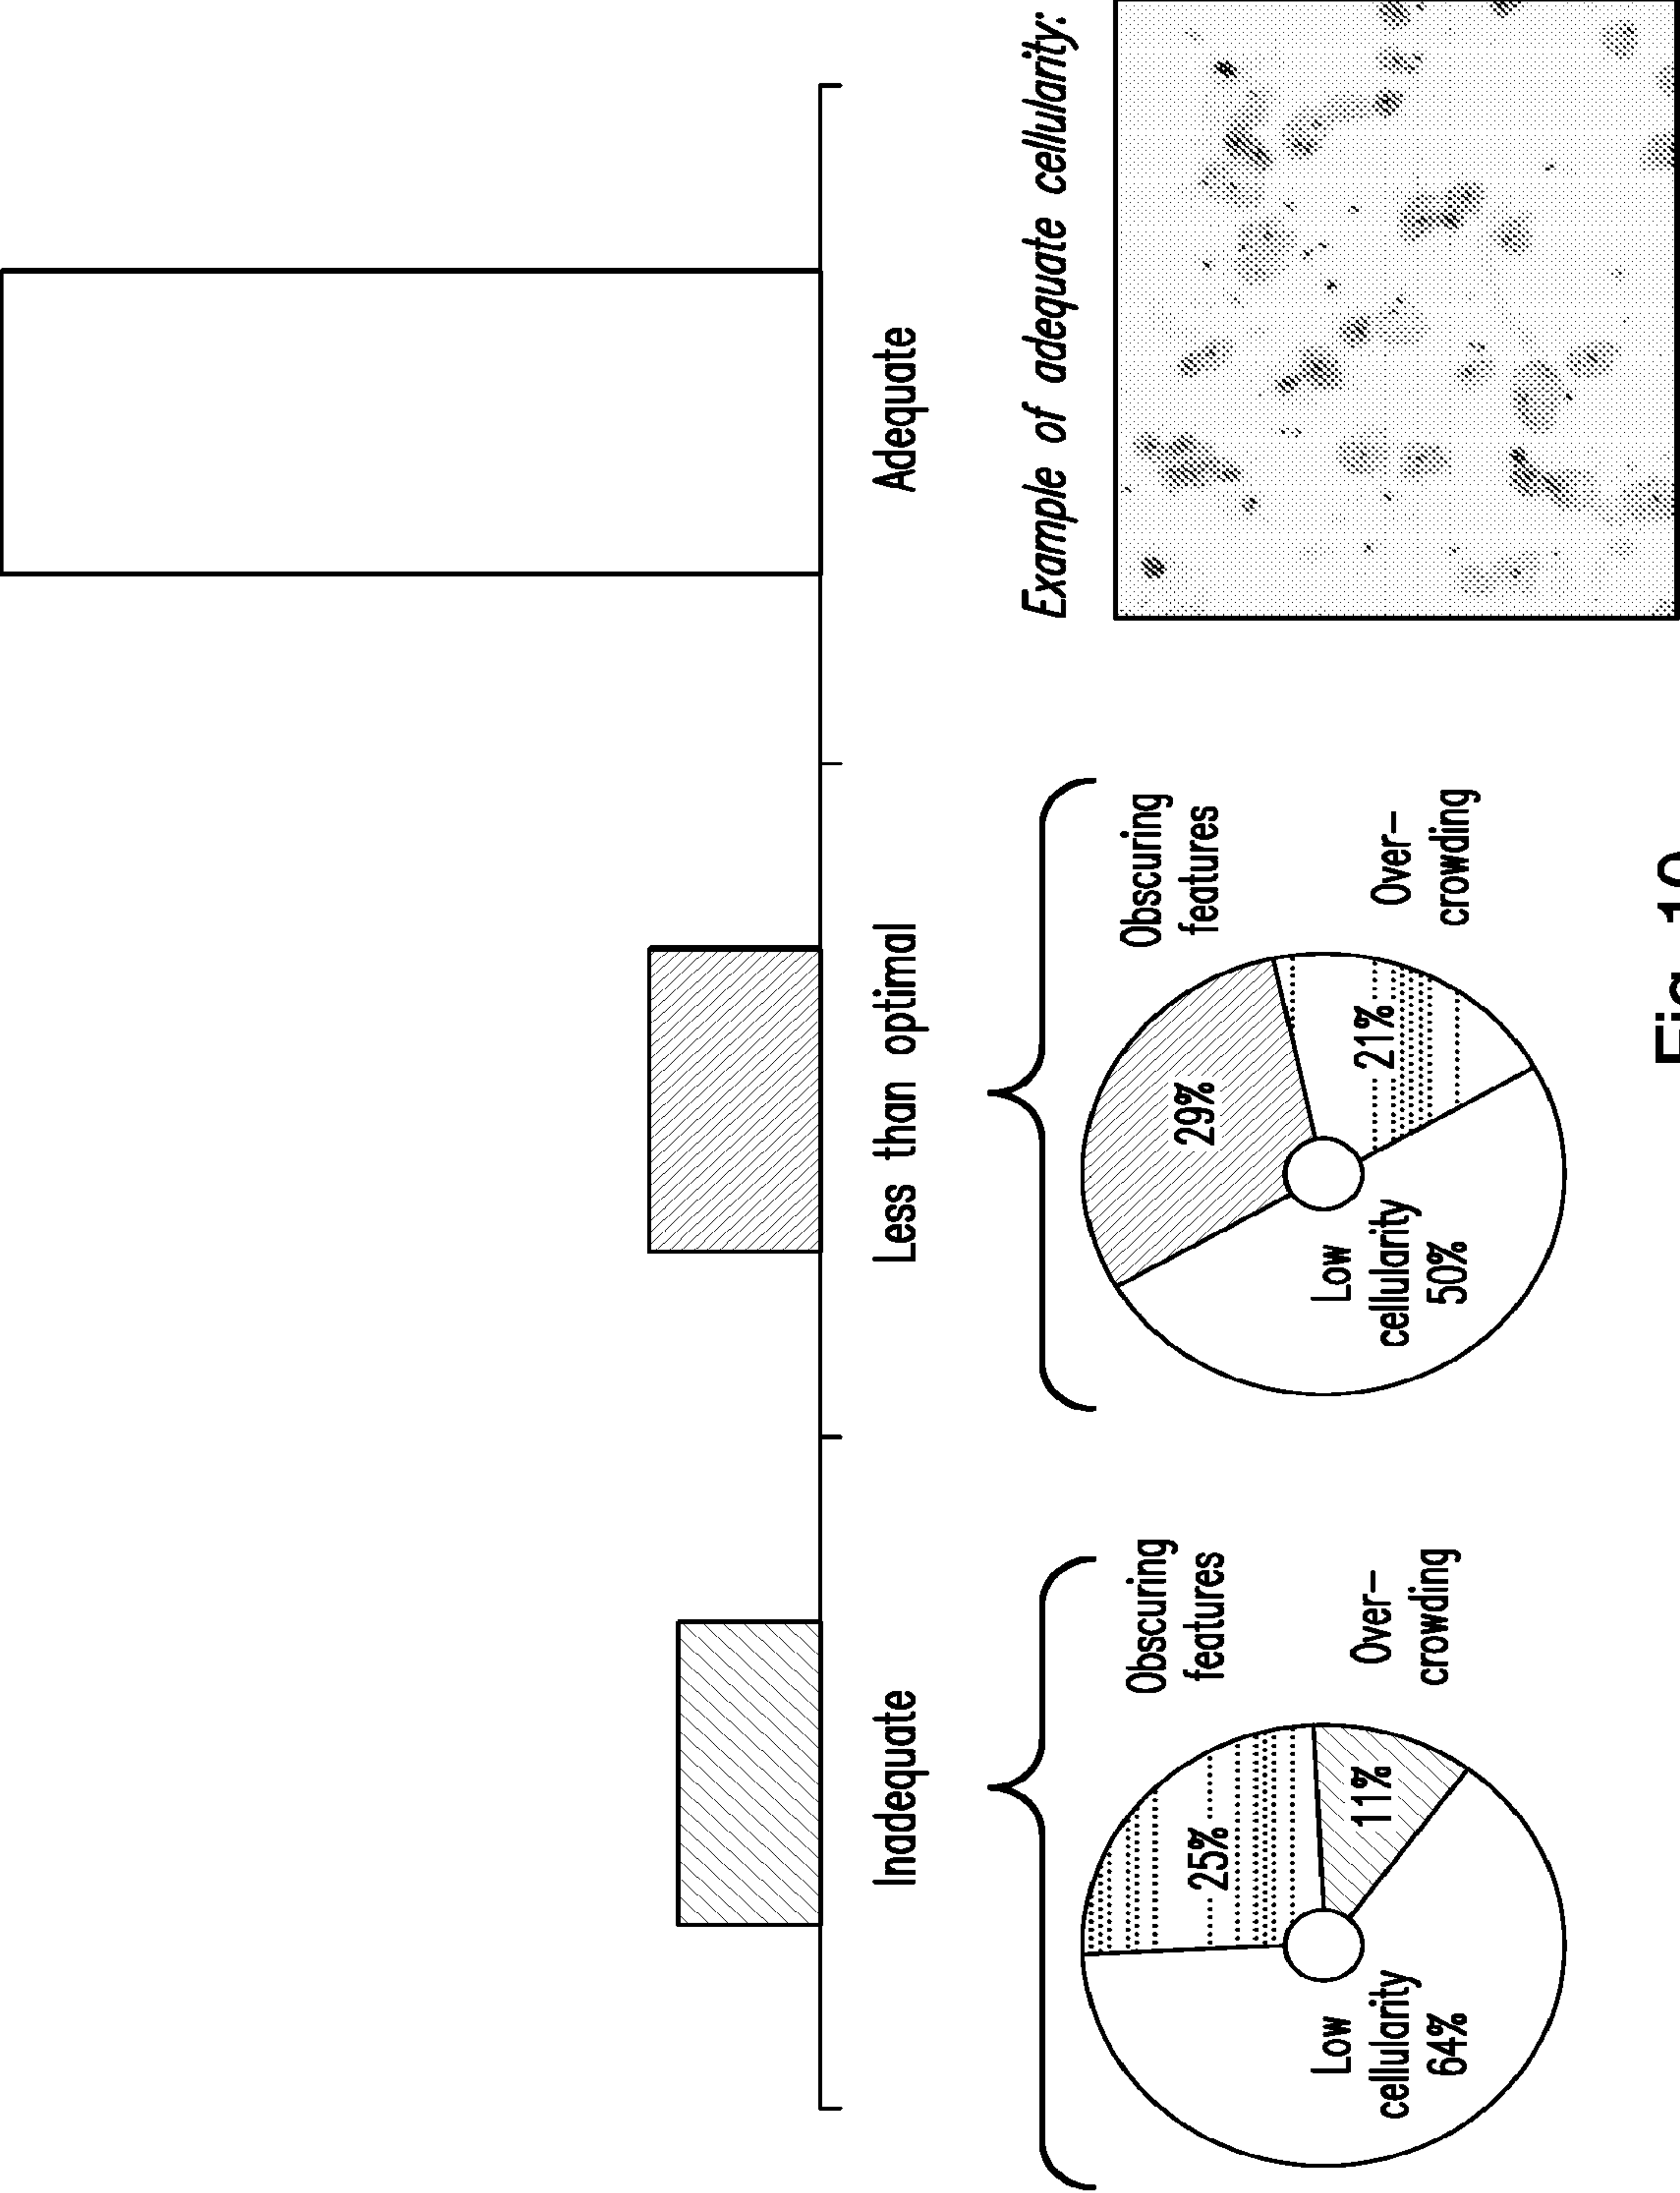 Inadequate
Less than optimal
Adequate
Obscuring
features
25%
Over-
crowding
11%
Low
cellularity
64%
Obscuring
features
29%
Over-
crowding
21%
Low
cellularity
50%
Example of adequate cellularity: